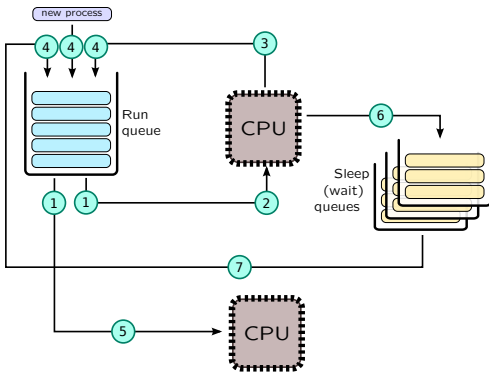 new process
4 4 4
3
CPU
6
Run
queue
Sleep
(wait)
queues
1 1
2
7
5
CPU